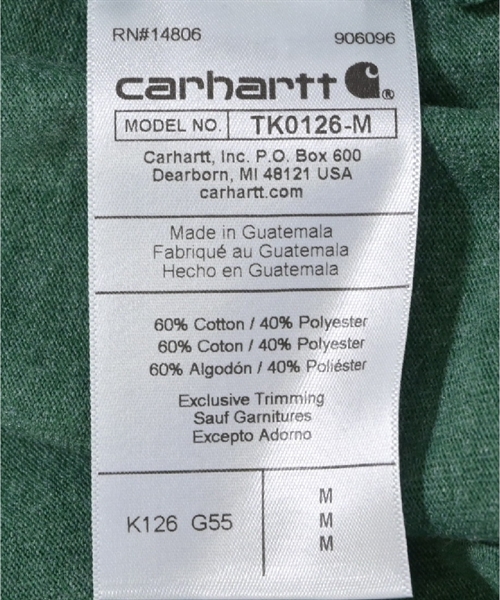 RN#14806 906096
carhartt ®
MODEL NO. TK0126-M
Carhartt, Inc. P.O. Box 600
Dearborn, MI 48121 USA
carhartt.com
Made in Guatemala
Fabriqué au Guatemala
Hecho en Guatemala
60% Cotton / 40% Polyester
60% Coton / 40% Polyester
60% Algodón / 40% Poliéster
Exclusive Trimming
Sauf Garnitures
Excepto Adorno
K126 G55
M
M
M